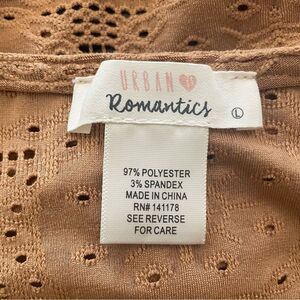 URBAN
Romantics
L
97% POLYESTER
3% SPANDEX
MADE IN CHINA
RN# 141178
SEE REVERSE
FOR CARE